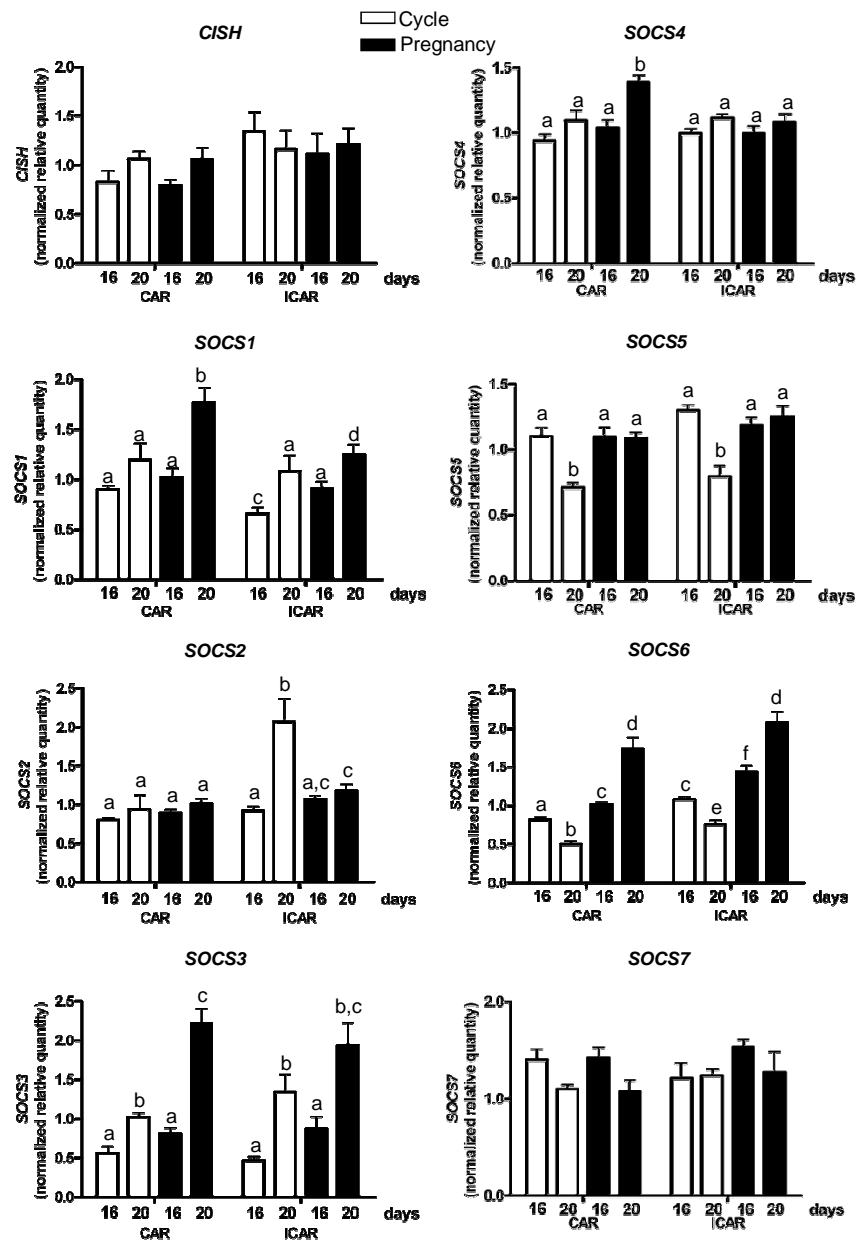 Cycle
Pregnancy
CISH
CISH
(normalized relative quantity)
2.0
1.5
1.0
0.5
0.0
16 20 16 20 16 20 16 20 days
CAR ICAR
SOCS4
SOCS4
(normalized relative quantity)
1.5
1.0
0.5
0.0
a a a b a a a a
16 20 16 20 16 20 16 20 days
CAR ICAR
SOCS1
SOCS1
(normalized relative quantity)
2.0
1.5
1.0
0.5
0.0
a a a b c a a d
16 20 16 20 16 20 16 20 days
CAR ICAR
SOCS5
SOCS5
(normalized relative quantity)
1.5
1.0
0.5
0.0
a b a a a b a a
16 20 16 20 16 20 16 20 days
CAR ICAR
SOCS2
SOCS2
(normalized relative quantity)
2.5
2.0
1.5
1.0
0.5
0.0
a a a a a b a,c c
16 20 16 20 16 20 16 20 days
CAR ICAR
SOCS6
SOCS6
(normalized relative quantity)
2.5
2.0
1.5
1.0
0.5
0.0
a b c d c e f d
16 20 16 20 16 20 16 20 days
CAR ICAR
SOCS3
SOCS3
(normalized relative quantity)
2.5
2.0
1.5
1.0
0.5
0.0
a b a c a b a b,c
16 20 16 20 16 20 16 20 days
CAR ICAR
SOCS7
SOCS7
(normalized relative quantity)
2.0
1.0
0.0
16 20 16 20 16 20 16 20 days
CAR ICAR